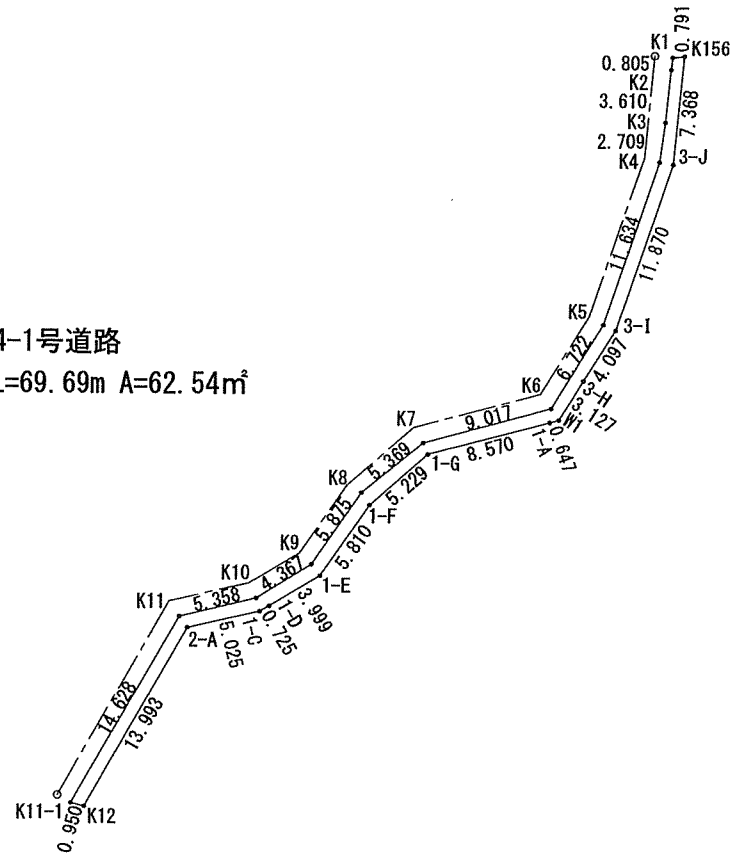 K1
0.791
K156
0.805
K2
3.610
K3
2.709
K4
7.368
3-J
11.634
11.870
K5
3-I
6.722
4.097
3-H
3.127
K6
W1
0.647
1-A
9.017
8.570
K7
1-G
5.369
5.229
K8
1-F
5.875
5.810
K9
1-E
4.367
3.999
K10
1-D
0.725
1-C
5.358
5.025
K11
2-A
14.628
13.993
K11-1
K12
0.950
4-1号道路
L=69.69m A=62.54㎡